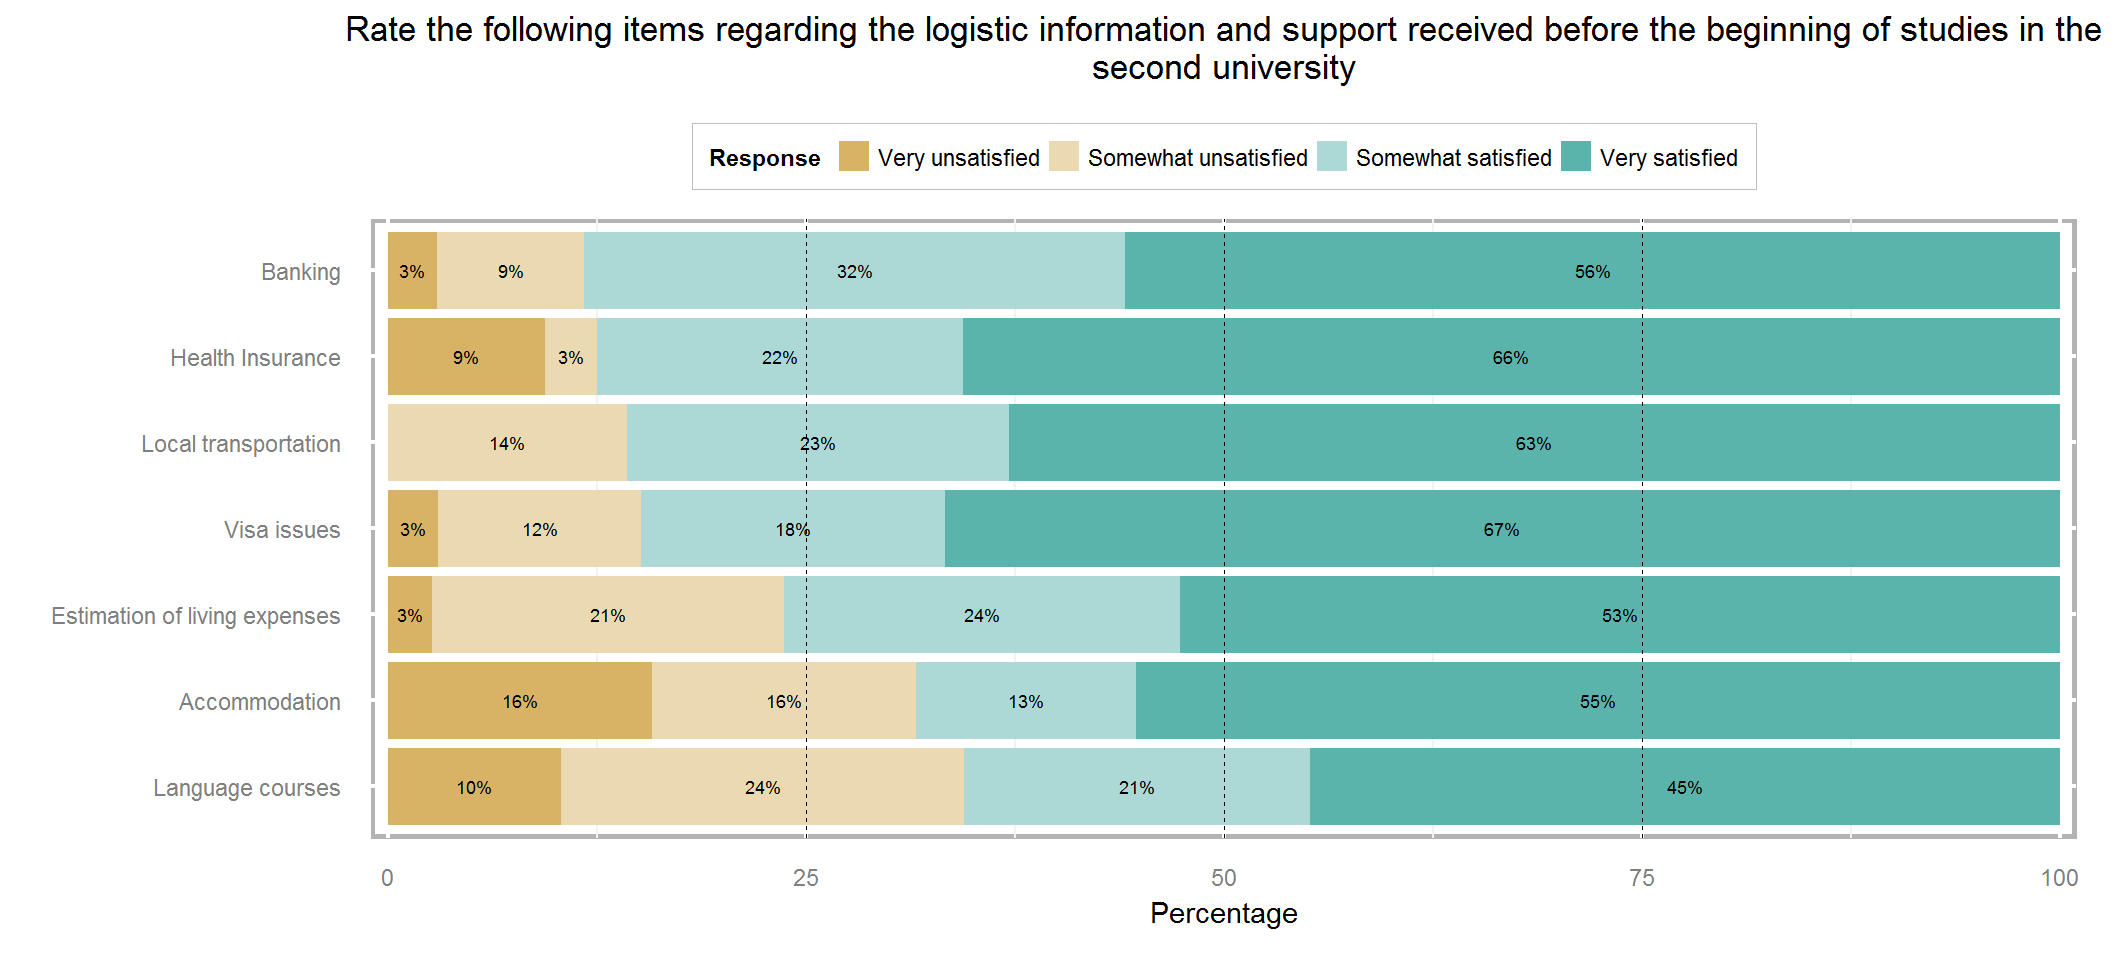 Rate the following items regarding the logistic information and support received before the beginning of studies in the
second university
Response Very unsatisfied Somewhat unsatisfied Somewhat satisfied Very satisfied
Banking 3% 9% 32% 56%
Health Insurance 9% 3% 22% 66%
Local transportation 14% 23% 63%
Visa issues 3% 12% 18% 67%
Estimation of living expenses 3% 21% 24% 53%
Accommodation 16% 16% 13% 55%
Language courses 10% 24% 21% 45%
0 25 50 75 100
Percentage